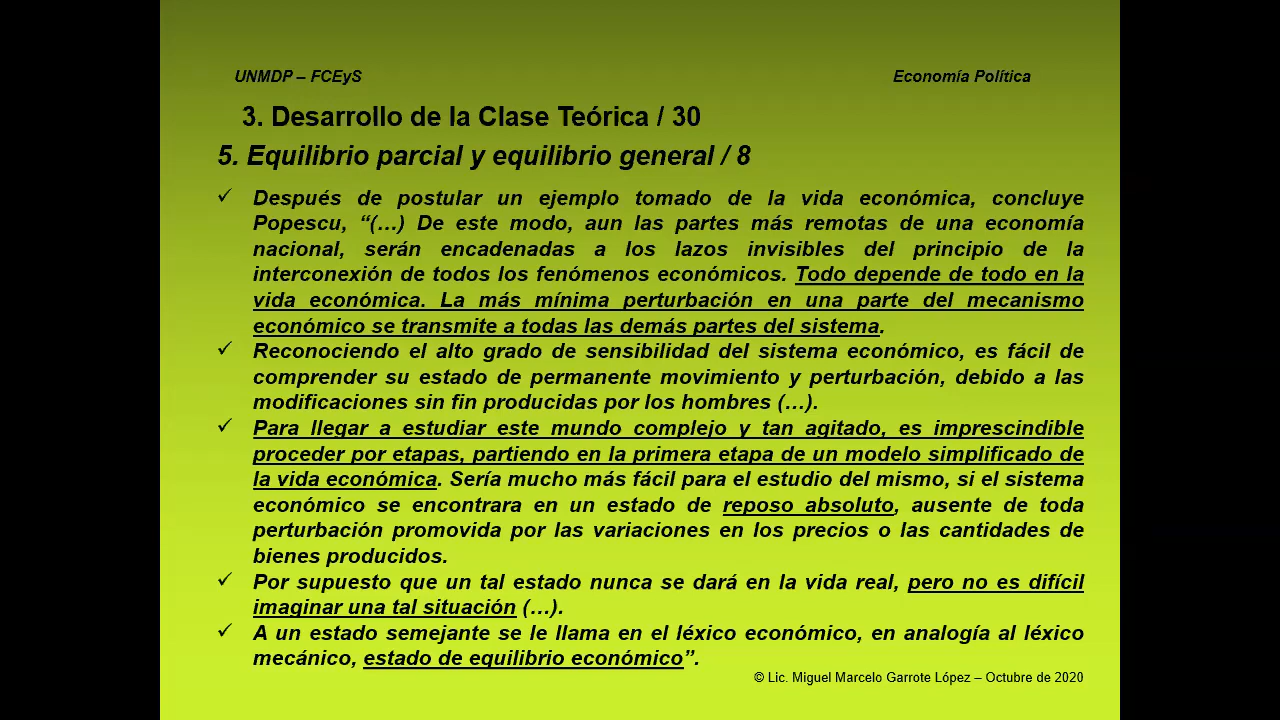 UNMDP – FCEyS
Economía Política
3. Desarrollo de la Clase Teórica / 30
5. Equilibrio parcial y equilibrio general / 8
✓ Después de postular un ejemplo tomado de la vida económica, concluye
Popescu, “(…) De este modo, aun las partes más remotas de una economía
nacional, serán encadenadas a los lazos invisibles del principio de la
interconexión de todos los fenómenos económicos. Todo depende de todo en la
vida económica. La más mínima perturbación en una parte del mecanismo
económico se transmite a todas las demás partes del sistema.
✓ Reconociendo el alto grado de sensibilidad del sistema económico, es fácil de
comprender su estado de permanente movimiento y perturbación, debido a las
modificaciones sin fin producidas por los hombres (…).
✓ Para llegar a estudiar este mundo complejo y tan agitado, es imprescindible
proceder por etapas, partiendo en la primera etapa de un modelo simplificado de
la vida económica. Sería mucho más fácil para el estudio del mismo, si el sistema
económico se encontrara en un estado de reposo absoluto, ausente de toda
perturbación promovida por las variaciones en los precios o las cantidades de
bienes producidos.
✓ Por supuesto que un tal estado nunca se dará en la vida real, pero no es difícil
imaginar una tal situación (…).
✓ A un estado semejante se le llama en el léxico económico, en analogía al léxico
mecánico, estado de equilibrio económico”.
© Lic. Miguel Marcelo Garrote López – Octubre de 2020